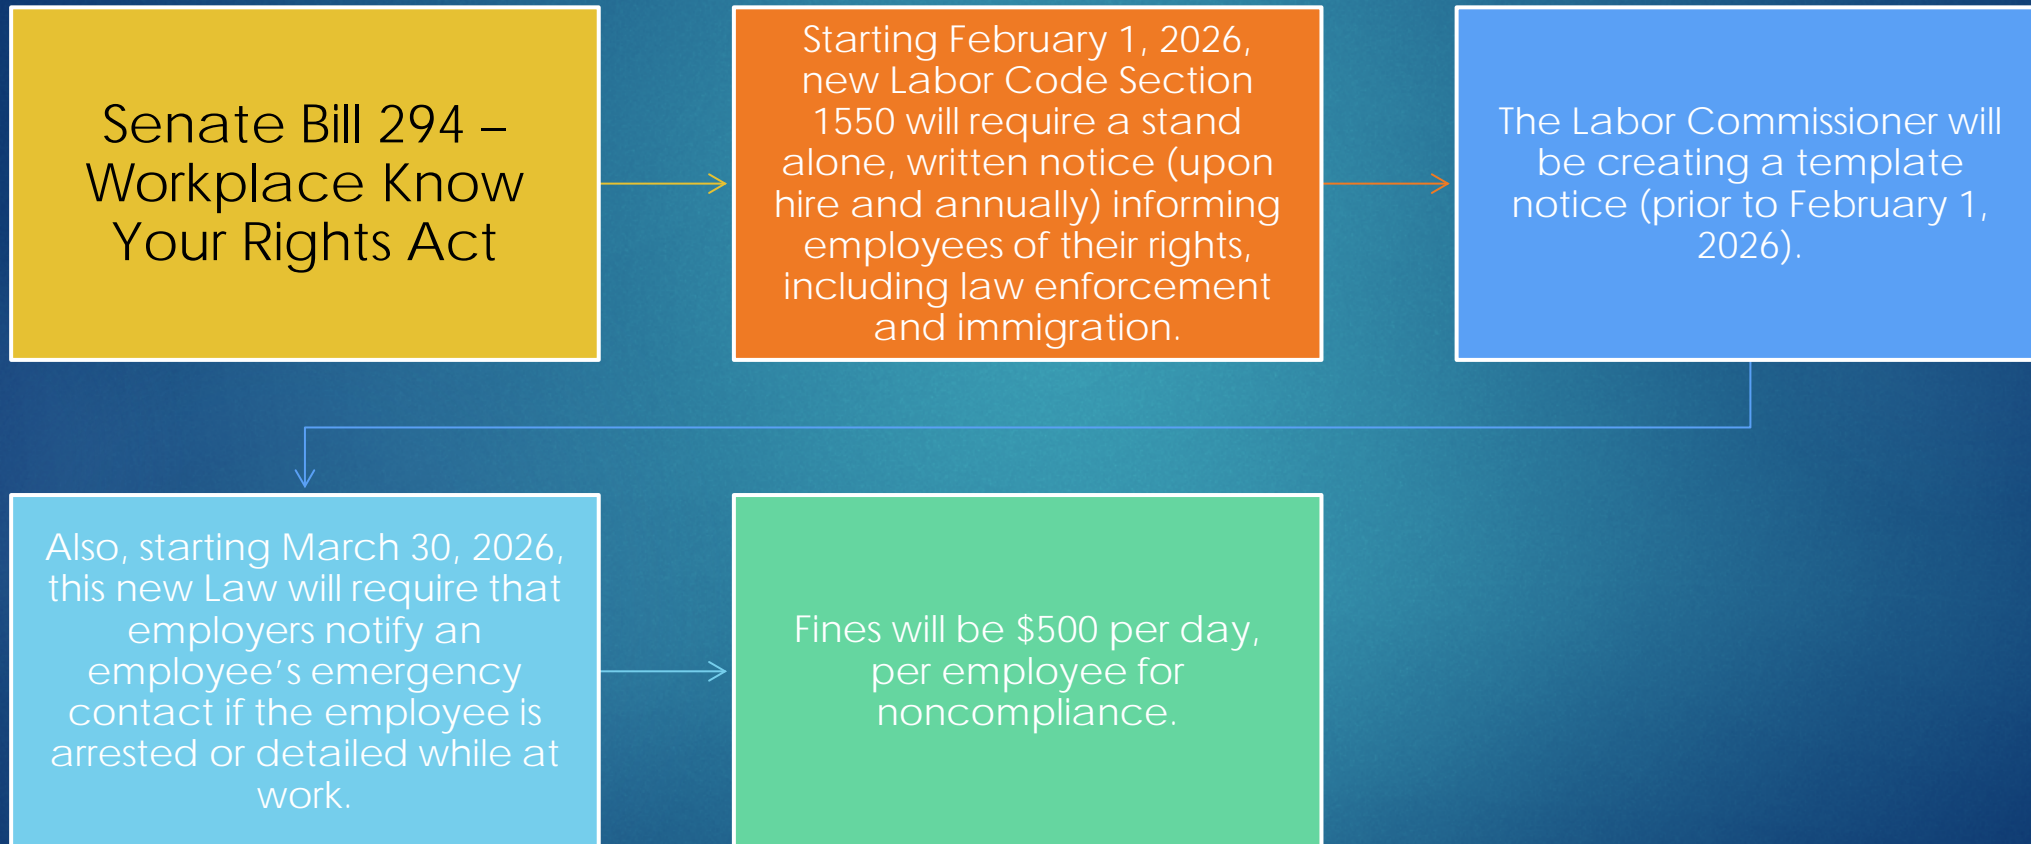 Senate Bill 294 –
Workplace Know
Your Rights Act
Starting February 1, 2026,
new Labor Code Section
1550 will require a stand
alone, written notice (upon
hire and annually) informing
employees of their rights,
including law enforcement
and immigration.
The Labor Commissioner will
be creating a template
notice (prior to February 1,
2026).
Also, starting March 30, 2026,
this new Law will require that
employers notify an
employee’s emergency
contact if the employee is
arrested or detailed while at
work.
Fines will be $500 per day,
per employee for
noncompliance.